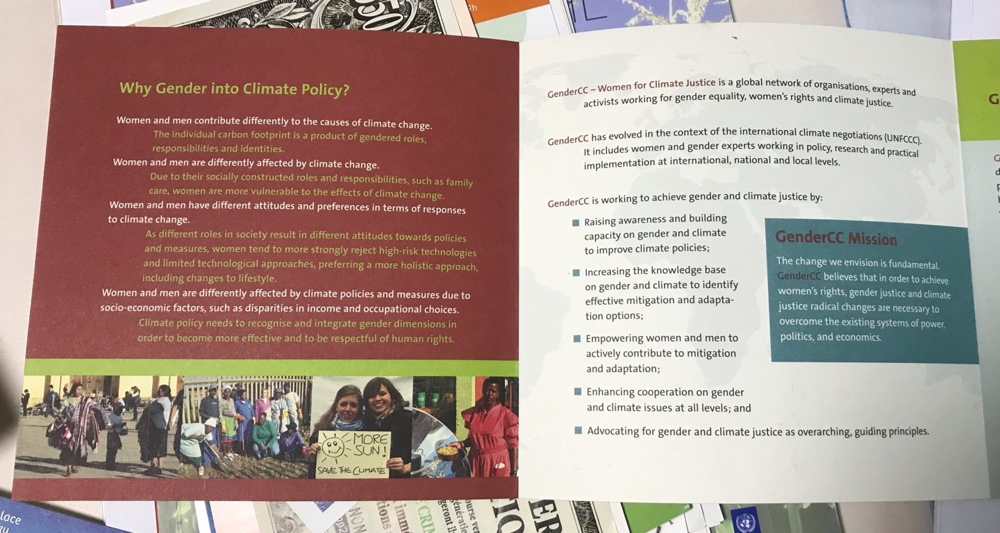 50
Ph
Why Gender into Climate Policy?
Women and men contribute differently to the causes of climate change.
The individual carbon footprint is a product of gendered roles,
responsibilities and identities.
Women and men are differently affected by climate change.
Due to their socially constructed roles and responsibilities, such as family
care, women are more vulnerable to the effects of climate change.
Women and men have different attitudes and preferences in terms of responses
to climate change.
As different roles in society result in different attitudes towards policies
and measures, women tend to more strongly reject high-risk technologies
and limited technological approaches, preferring a more holistic approach,
including changes to lifestyle.
Women and men are differently affected by climate policies and measures due to
socio-economic factors, such as disparities in income and occupational choices.
Climate policy needs to recognise and integrate gender dimensions in
order to become more effective and to be respectful of human rights.
MORE
SUN!
SAVE THE CLIMATE
GenderCC – Women for Climate Justice is a global network of organisations, experts and
activists working for gender equality, women's rights and climate justice.
GenderCC has evolved in the context of the international climate negotiations (UNFCCC).
It includes women and gender experts working in policy, research and practical
implementation at international, national and local levels.
GenderCC is working to achieve gender and climate justice by:
Raising awareness and building
capacity on gender and climate
to improve climate policies;
Increasing the knowledge base
on gender and climate to identify
effective mitigation and adapta-
tion options;
Empowering women and men to
actively contribute to mitigation
and adaptation;
Enhancing cooperation on gender
and climate issues at all levels; and
Advocating for gender and climate justice as overarching, guiding principles.
GenderCC Mission
The change we envision is fundamental.
GenderCC believes that in order to achieve
women's rights, gender justice and climate
justice radical changes are necessary to
overcome the existing systems of power,
politics, and economics.
G
G
d
lace